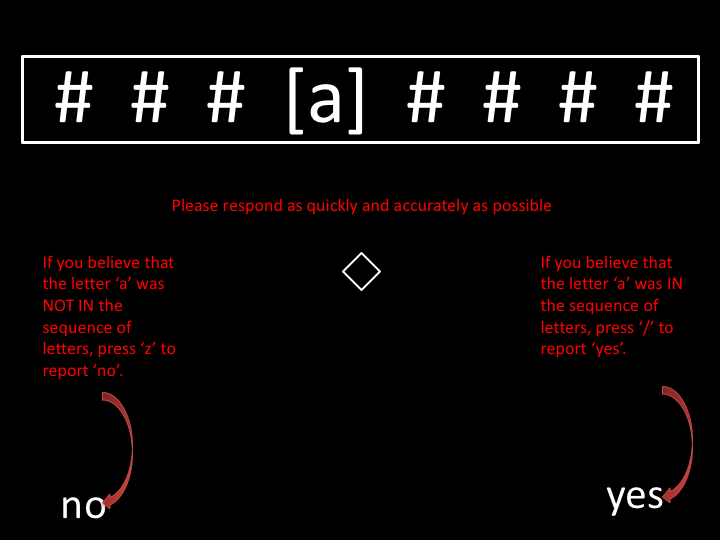 # # # [a] # # # #
Please respond as quickly and accurately as possible
If you believe that
the letter ‘a’ was
NOT IN the
sequence of
letters, press ‘z’ to
report ‘no’.
If you believe that
the letter ‘a’ was IN
the sequence of
letters, press ‘/’ to
report ‘yes’.
no
yes